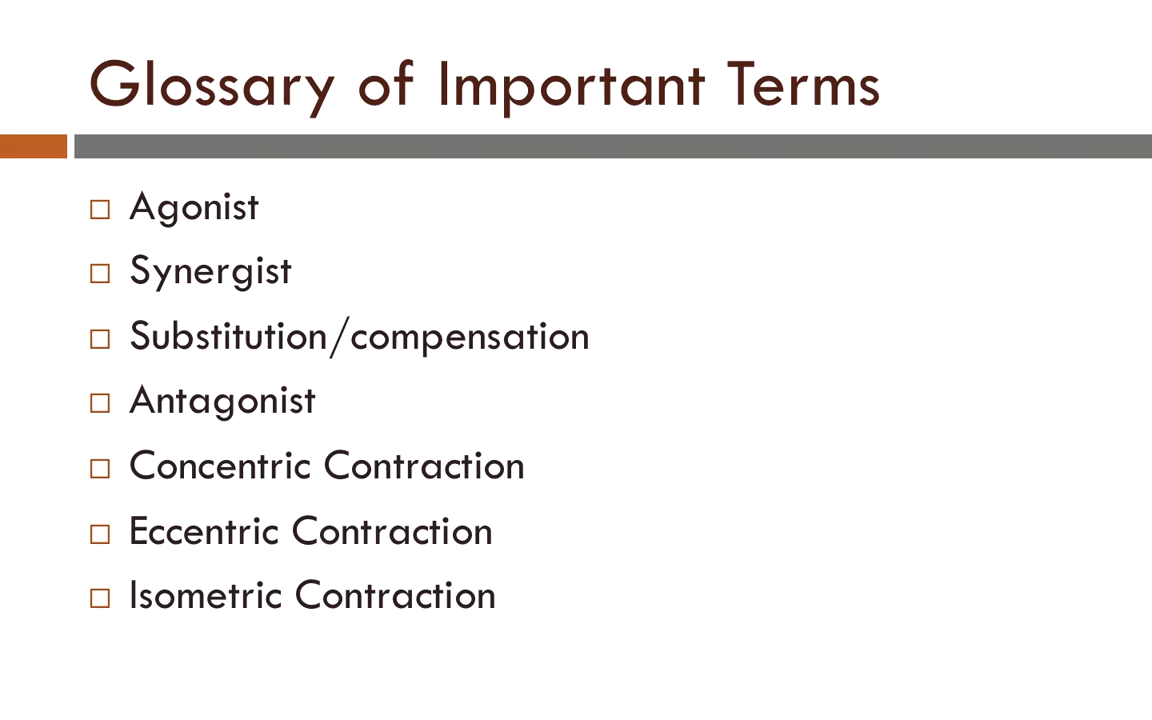 Glossary of Important Terms
Agonist
Synergist
Substitution/compensation
Antagonist
Concentric Contraction
Eccentric Contraction
Isometric Contraction